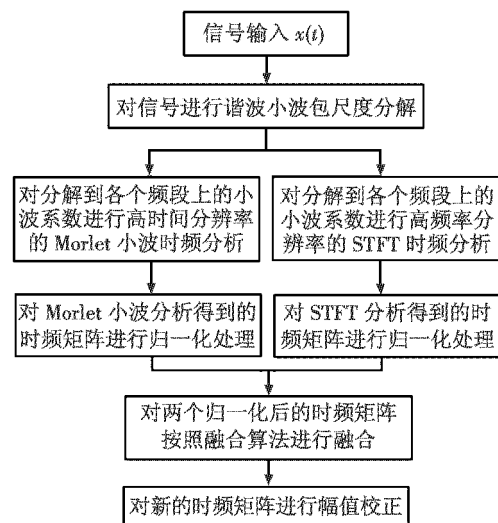 信号输入 x(t)
对信号进行谐波小波包尺度分解
对分解到各个频段上的小
波系数进行高时间分辨率
的 Morlet 小波时频分析
对分解到各个频段上的
小波系数进行高频率分
辨率的 STFT 时频分析
对 Morlet 小波分析得到的
时频矩阵进行归一化处理
对 STFT 分析得到的时
频矩阵进行归一化处理
对两个归一化后的时频矩阵
按照融合算法进行融合
对新的时频矩阵进行幅值校正